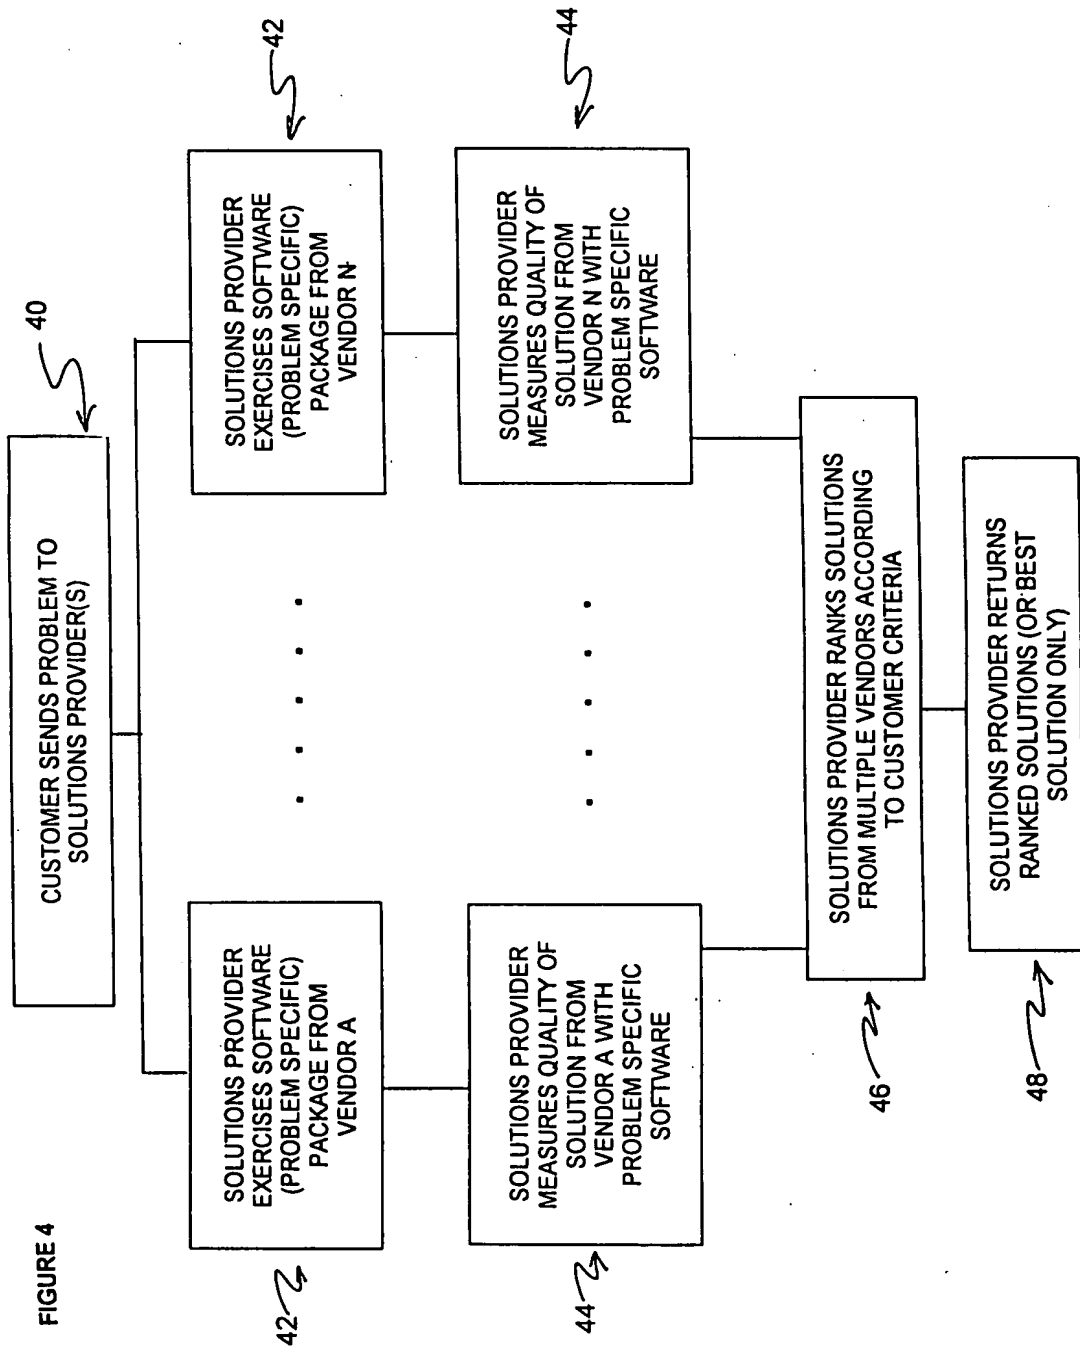 FIGURE 4
CUSTOMER SENDS PROBLEM TO
SOLUTIONS PROVIDER(S)
40
SOLUTIONS PROVIDER
EXERCISES SOFTWARE
(PROBLEM SPECIFIC)
PACKAGE FROM
VENDOR A
42
SOLUTIONS PROVIDER
EXERCISES SOFTWARE
(PROBLEM SPECIFIC)
PACKAGE FROM
VENDOR N
42
SOLUTIONS PROVIDER
MEASURES QUALITY OF
SOLUTION FROM
VENDOR A WITH
PROBLEM SPECIFIC
SOFTWARE
44
SOLUTIONS PROVIDER
MEASURES QUALITY OF
SOLUTION FROM
VENDOR N WITH
PROBLEM SPECIFIC
SOFTWARE
44
SOLUTIONS PROVIDER RANKS SOLUTIONS
FROM MULTIPLE VENDORS ACCORDING
TO CUSTOMER CRITERIA
46
SOLUTIONS PROVIDER RETURNS
RANKED SOLUTIONS (OR BEST
SOLUTION ONLY)
48